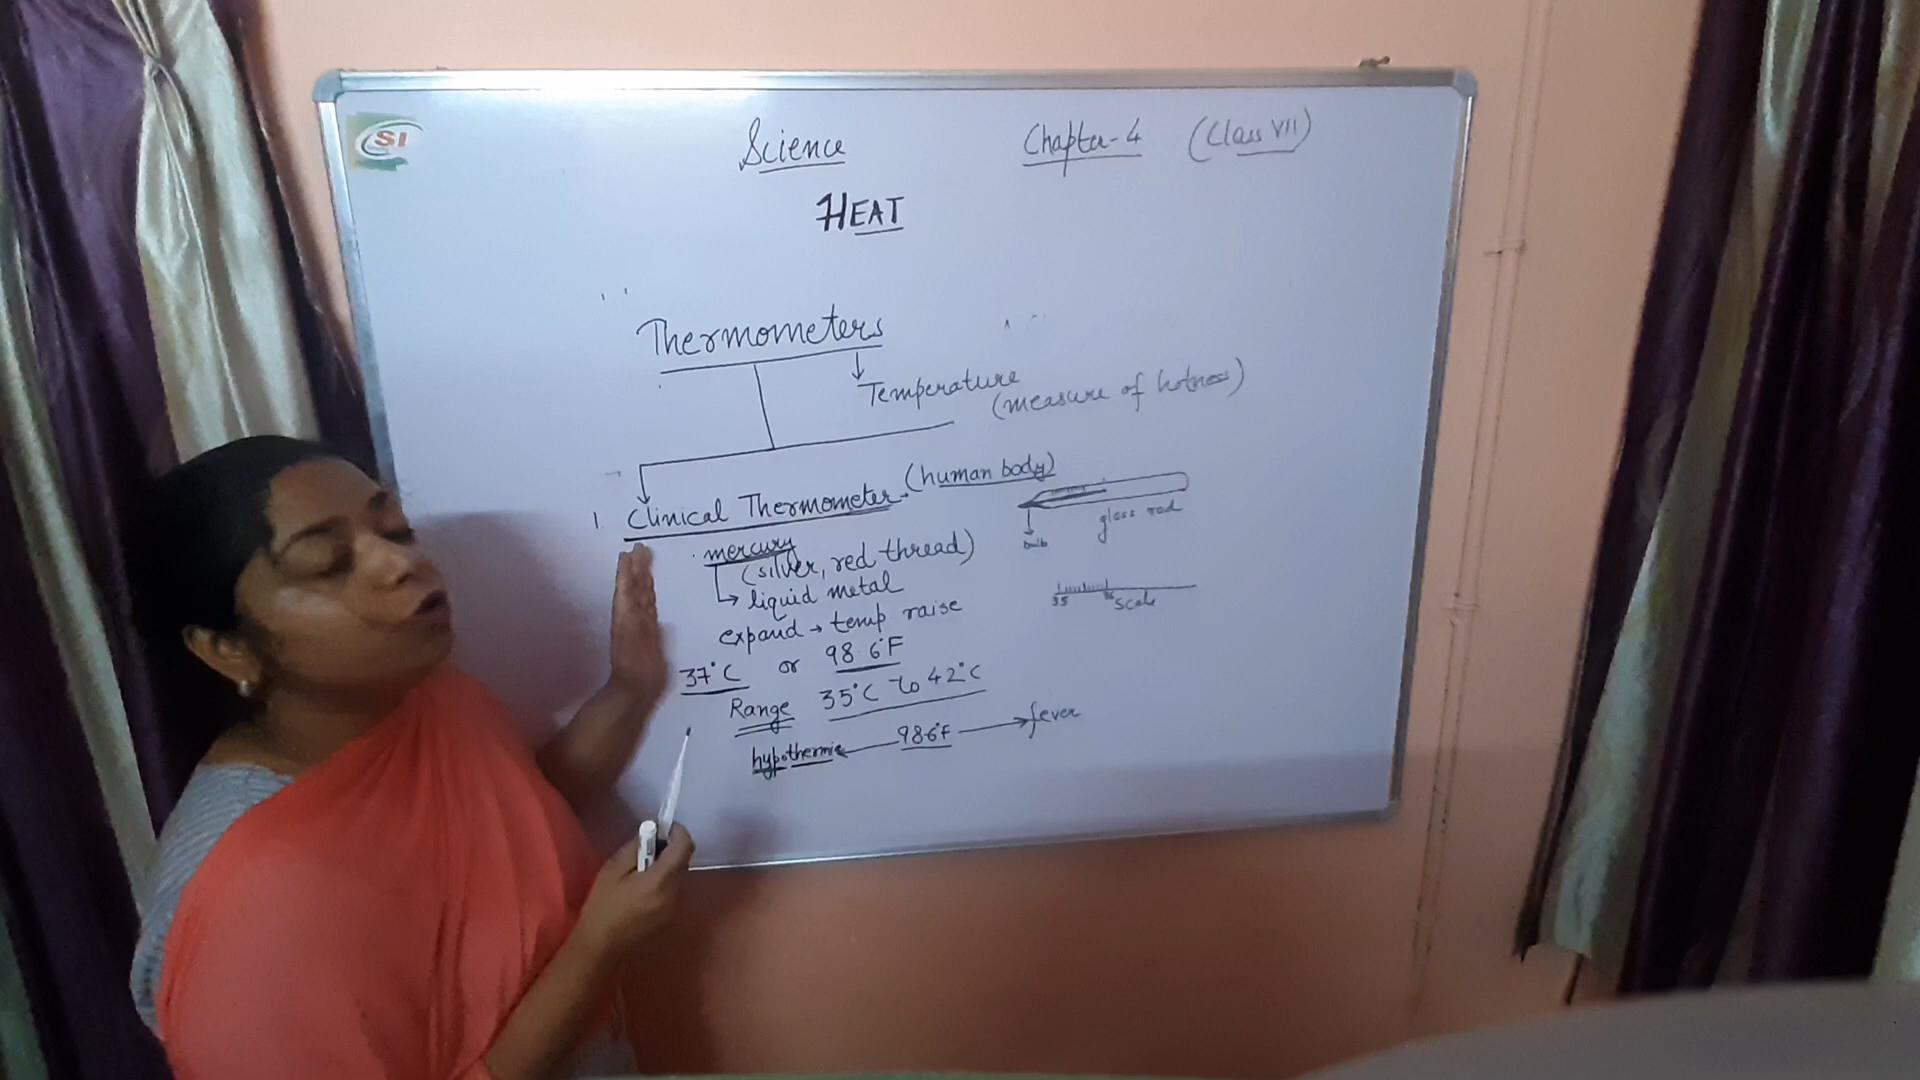 SI
Science Chapter-4 (Class VII)
HEAT
Thermometers
Temperature
(measure of hotness)
1. Clinical Thermometer (human body)
mercury
(silver, red thread)
liquid metal
expand → temp raise
37°C or 98.6°F
Range 35°C to 42°C
hypothermia ← 98.6°F → fever
bulb
glass rod
35 36
Scale